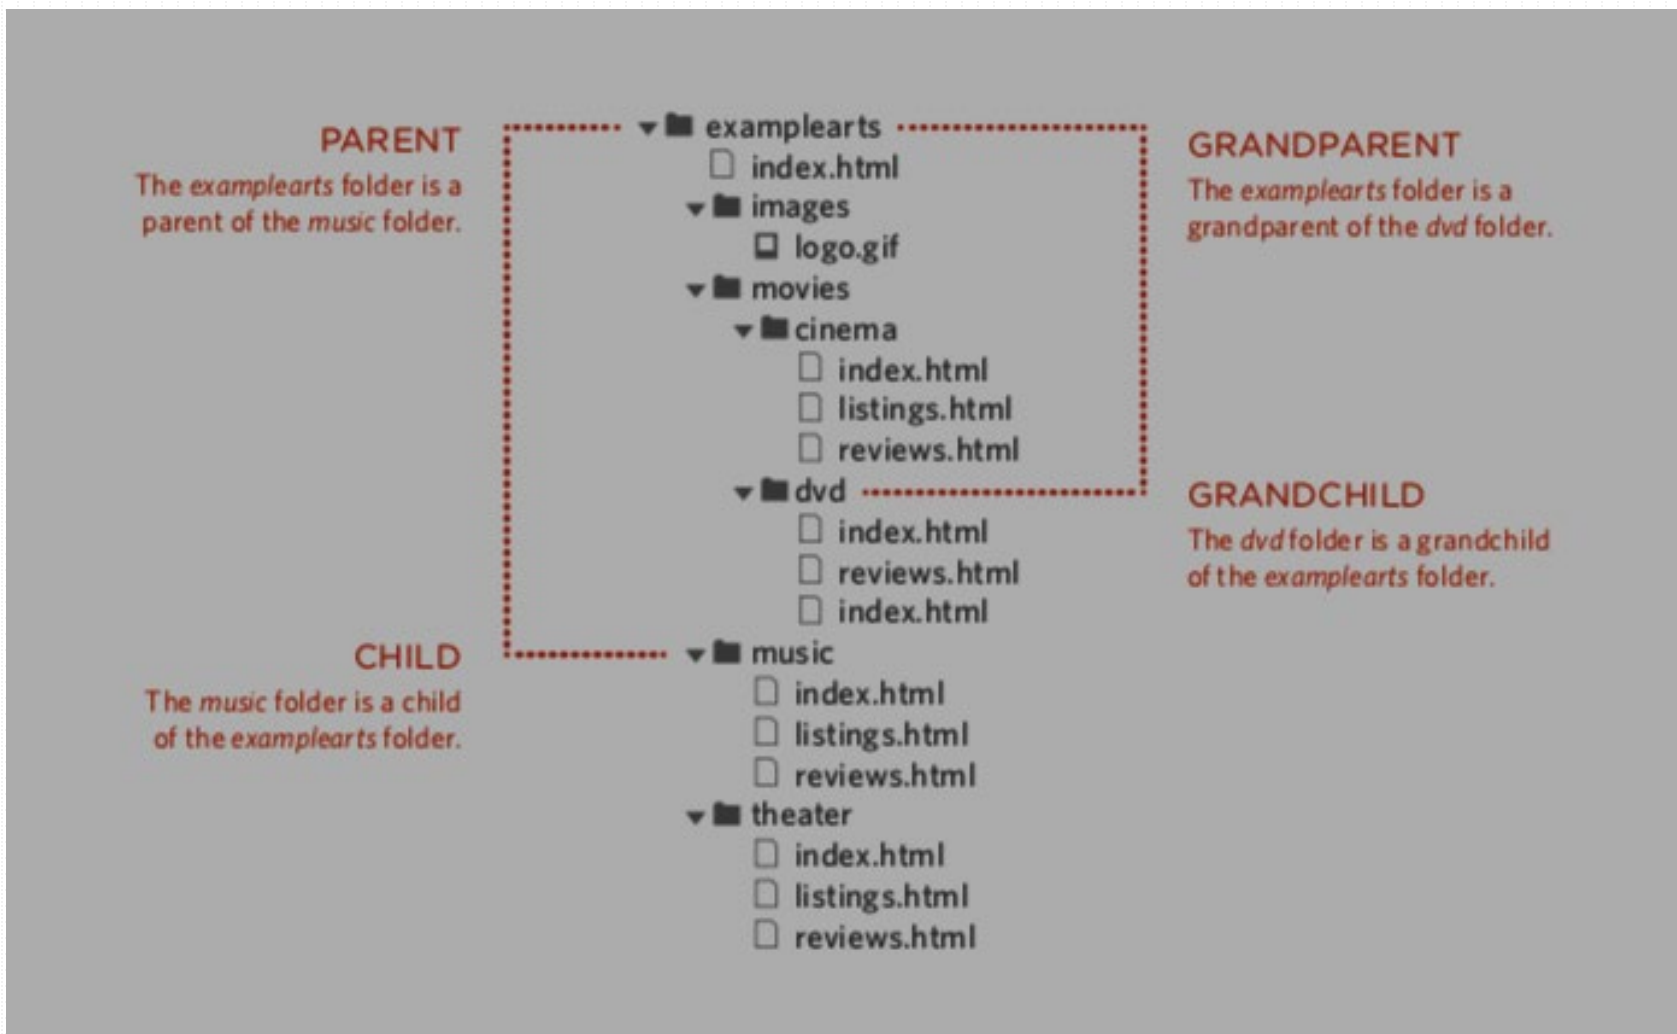 PARENT
The examplearts folder is a
parent of the music folder.
examplearts
index.html
images
logo.gif
movies
cinema
index.html
listings.html
reviews.html
dvd
index.html
reviews.html
index.html
music
index.html
listings.html
reviews.html
theater
index.html
listings.html
reviews.html
GRANDPARENT
The examplearts folder is a
grandparent of the dvd folder.
GRANDCHILD
The dvd folder is a grandchild
of the examplearts folder.
CHILD
The music folder is a child
of the examplearts folder.